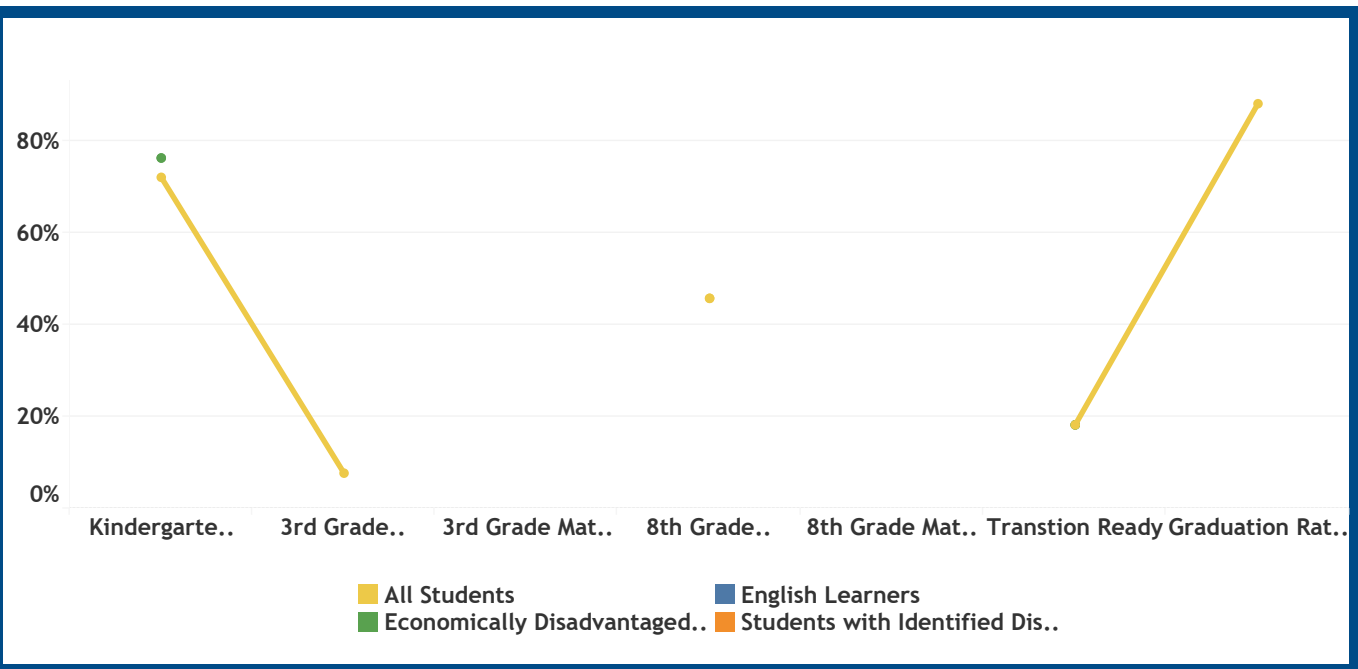 80%
60%
40%
20%
0%
Kindergarte.. 3rd Grade.. 3rd Grade Mat.. 8th Grade.. 8th Grade Mat.. Transtion Ready Graduation Rat..
All Students English Learners
Economically Disadvantaged.. Students with Identified Dis..